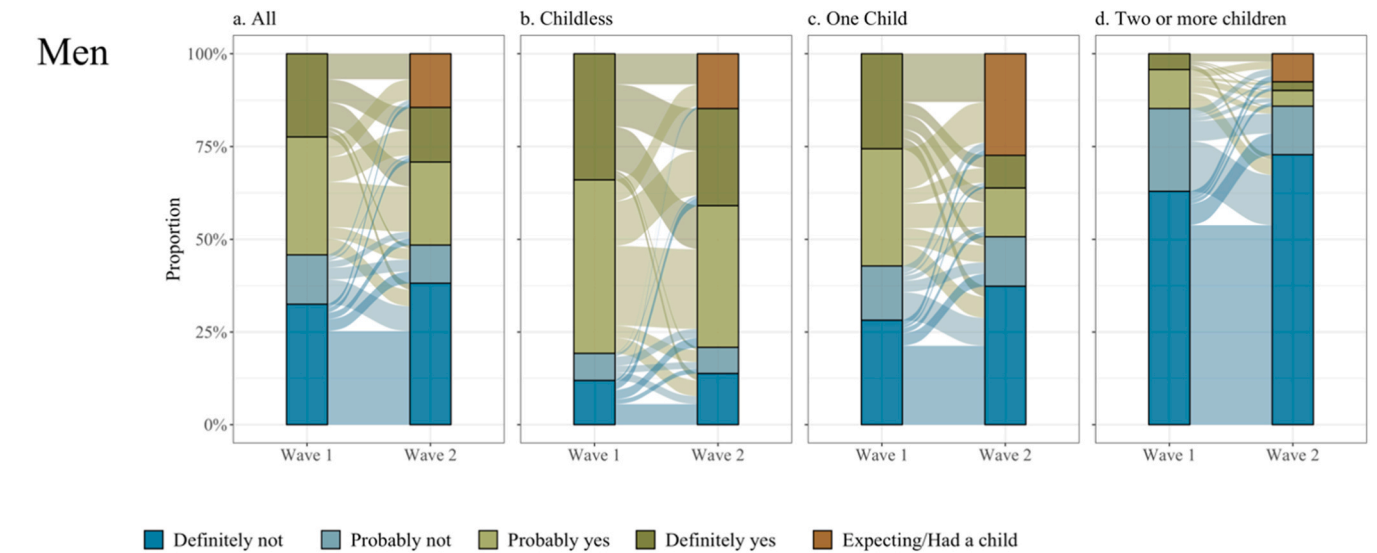 a. All
b. Childless
c. One Child
d. Two or more children
Men
100%
75%
50%
25%
0%
Proportion
Wave 1
Wave 2
Wave 1
Wave 2
Wave 1
Wave 2
Wave 1
Wave 2
Definitely not
Probably not
Probably yes
Definitely yes
Expecting/Had a child